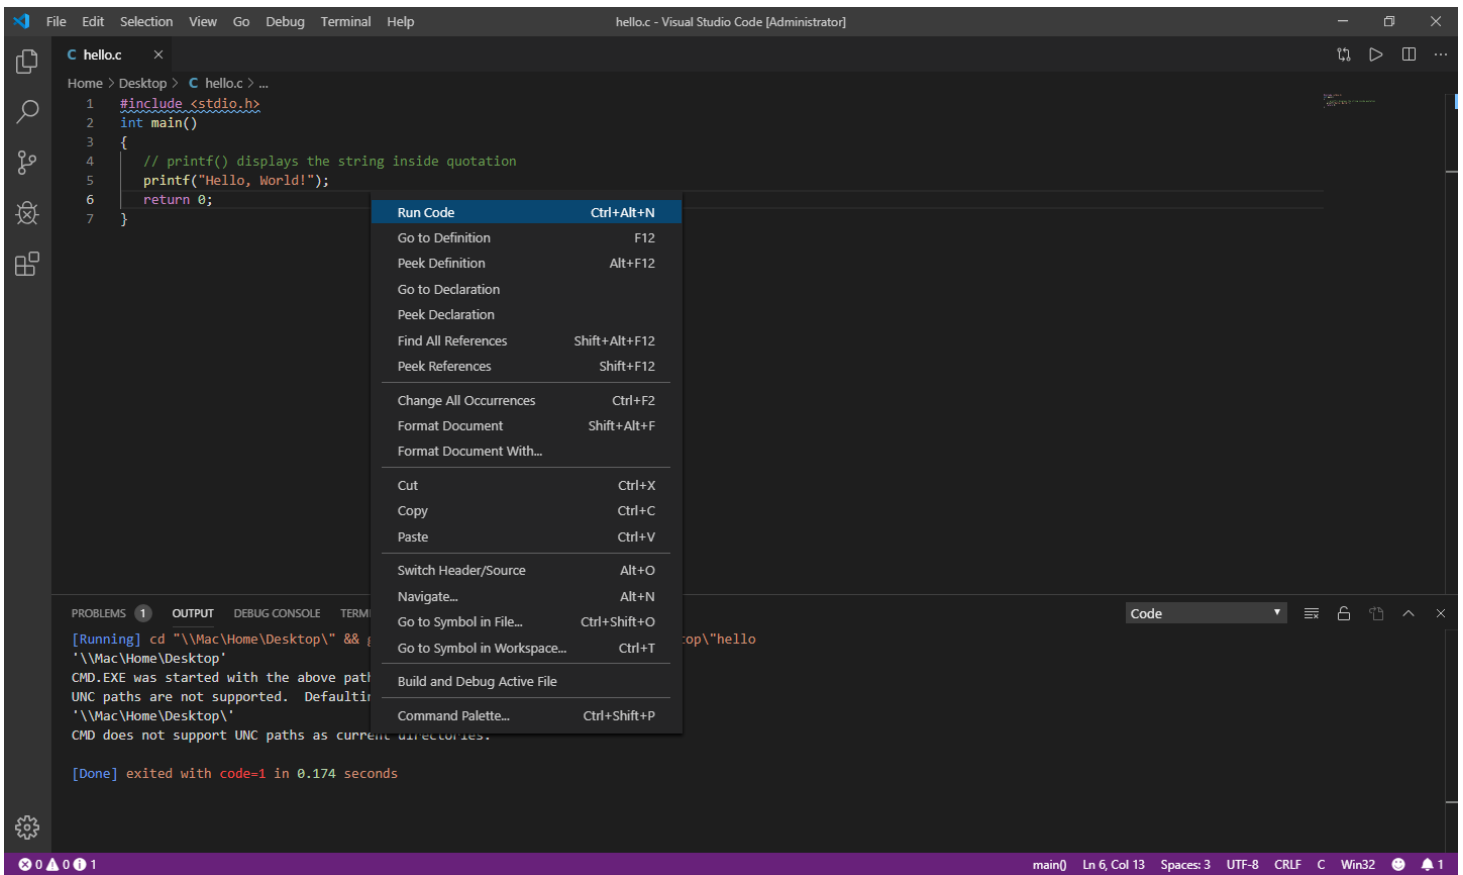 File Edit Selection View Go Debug Terminal Help hello.c - Visual Studio Code [Administrator]
C hello.c ×
Home > Desktop > C hello.c > ...
1 #include <stdio.h>
2 int main()
3 {
4 // printf() displays the string inside quotation
5 printf("Hello, World!");
6 return 0;
7 }
Run Code Ctrl+Alt+N
Go to Definition F12
Peek Definition Alt+F12
Go to Declaration
Peek Declaration
Find All References Shift+Alt+F12
Peek References Shift+F12
Change All Occurrences Ctrl+F2
Format Document Shift+Alt+F
Format Document With...
Cut Ctrl+X
Copy Ctrl+C
Paste Ctrl+V
Switch Header/Source Alt+O
Navigate... Alt+N
Go to Symbol in File... Ctrl+Shift+O
Go to Symbol in Workspace... Ctrl+T
Build and Debug Active File
Command Palette... Ctrl+Shift+P
PROBLEMS 1 OUTPUT DEBUG CONSOLE TERM Code
[Running] cd "\\Mac\Home\Desktop\" && g op\"hello
'\\Mac\Home\Desktop'
CMD.EXE was started with the above path
UNC paths are not supported. Defaultin
'\\Mac\Home\Desktop\'
CMD does not support UNC paths as current directories.
[Done] exited with code=1 in 0.174 seconds
0 0 1 main() Ln 6, Col 13 Spaces: 3 UTF-8 CRLF C Win32 1